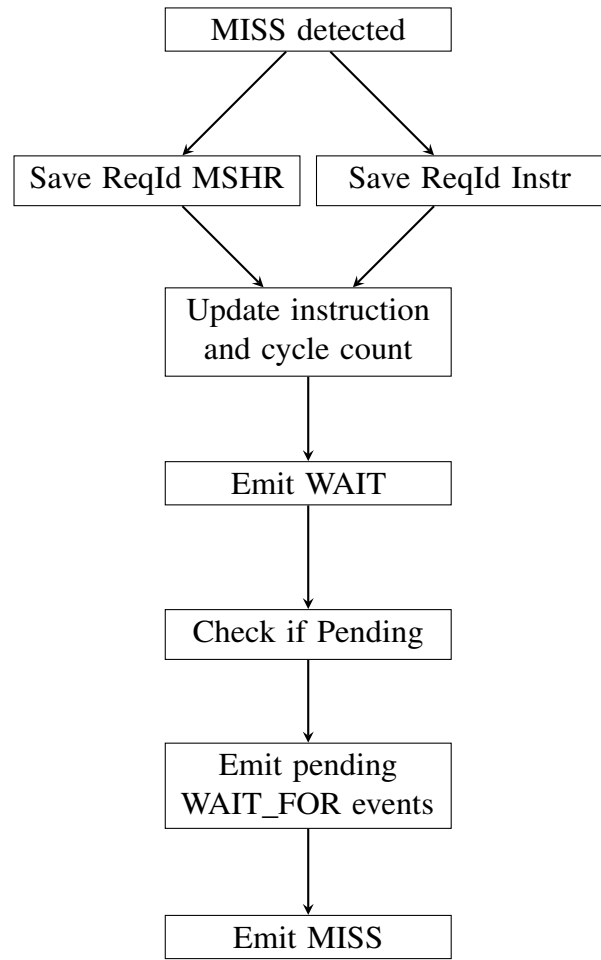 MISS detected
Save ReqId MSHR
Save ReqId Instr
Update instruction
and cycle count
Emit WAIT
Check if Pending
Emit pending
WAIT_FOR events
Emit MISS